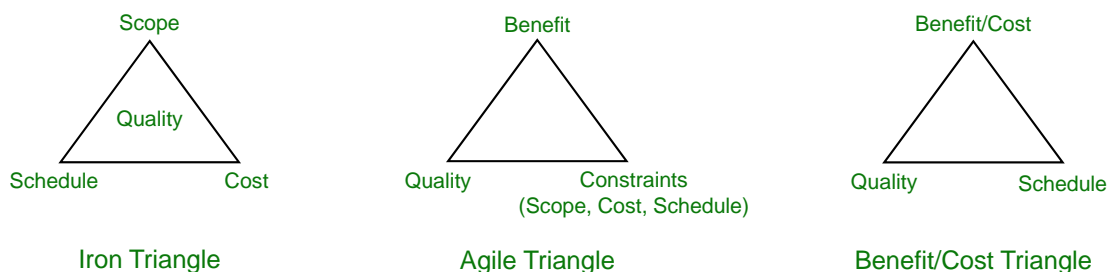 Scope
Quality
Schedule
Cost
Iron Triangle
Benefit
Quality
Constraints
(Scope, Cost, Schedule)
Agile Triangle
Benefit/Cost
Quality
Schedule
Benefit/Cost Triangle